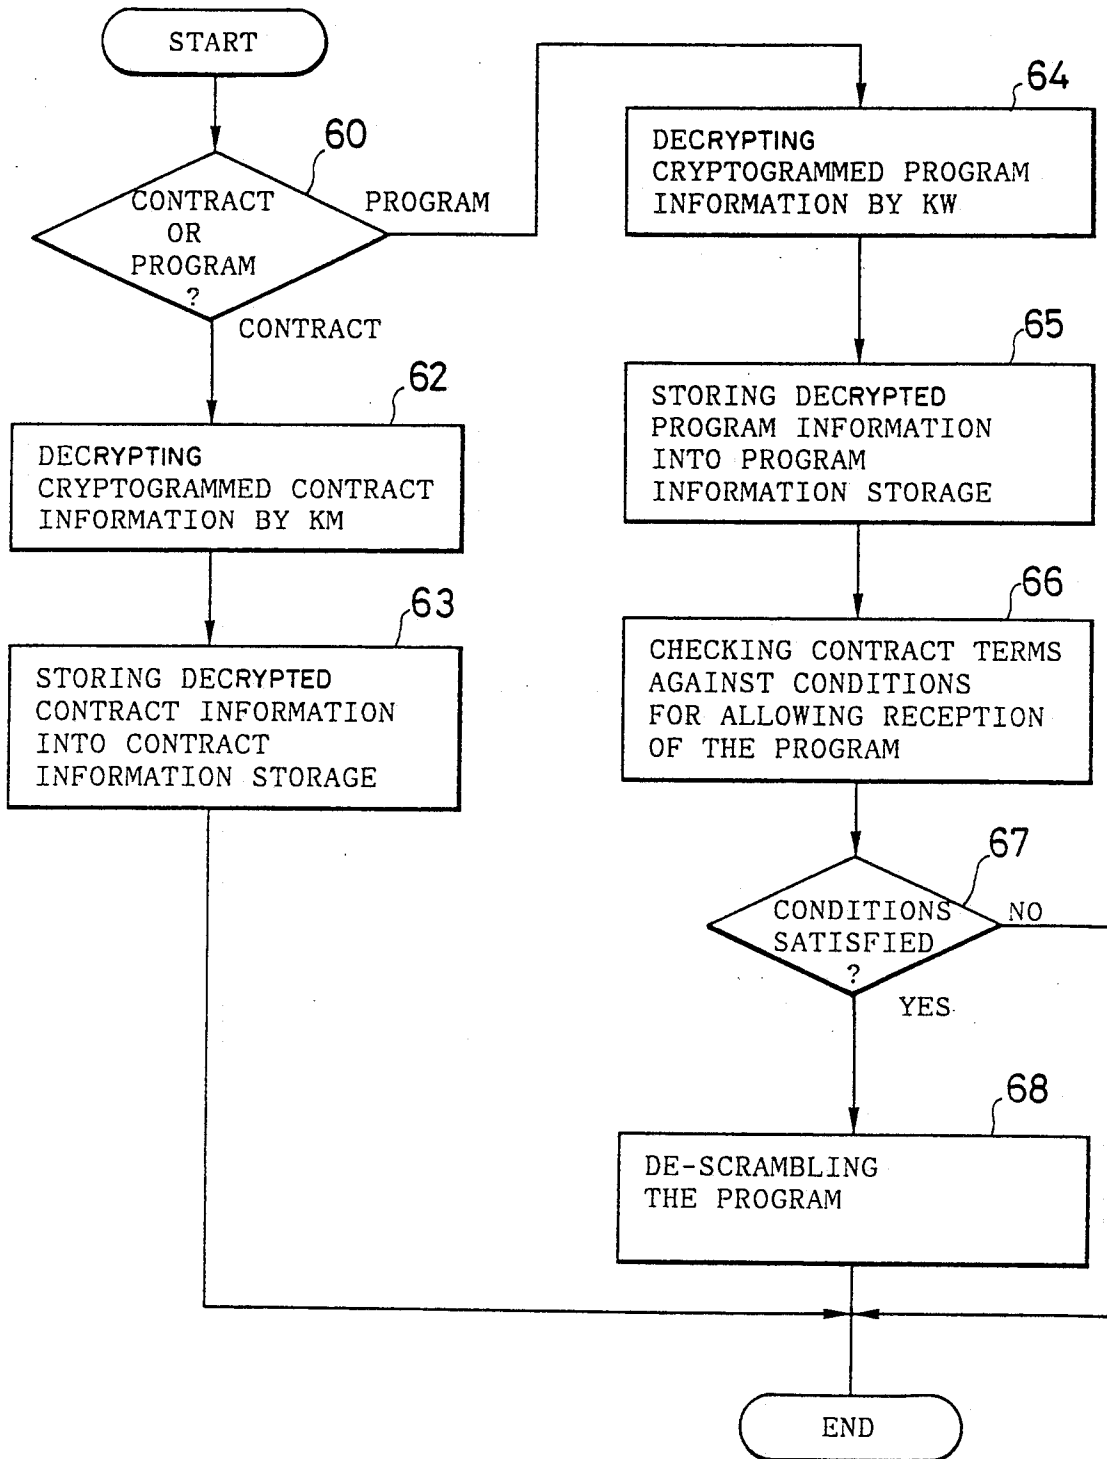 START
60
CONTRACT
OR
PROGRAM
?
PROGRAM
CONTRACT
62
DECRYPTING
CRYPTOGRAMMED CONTRACT
INFORMATION BY KM
63
STORING DECRYPTED
CONTRACT INFORMATION
INTO CONTRACT
INFORMATION STORAGE
64
DECRYPTING
CRYPTOGRAMMED PROGRAM
INFORMATION BY KW
65
STORING DECRYPTED
PROGRAM INFORMATION
INTO PROGRAM
INFORMATION STORAGE
66
CHECKING CONTRACT TERMS
AGAINST CONDITIONS
FOR ALLOWING RECEPTION
OF THE PROGRAM
67
CONDITIONS
SATISFIED
?
NO
YES
68
DE-SCRAMBLING
THE PROGRAM
END